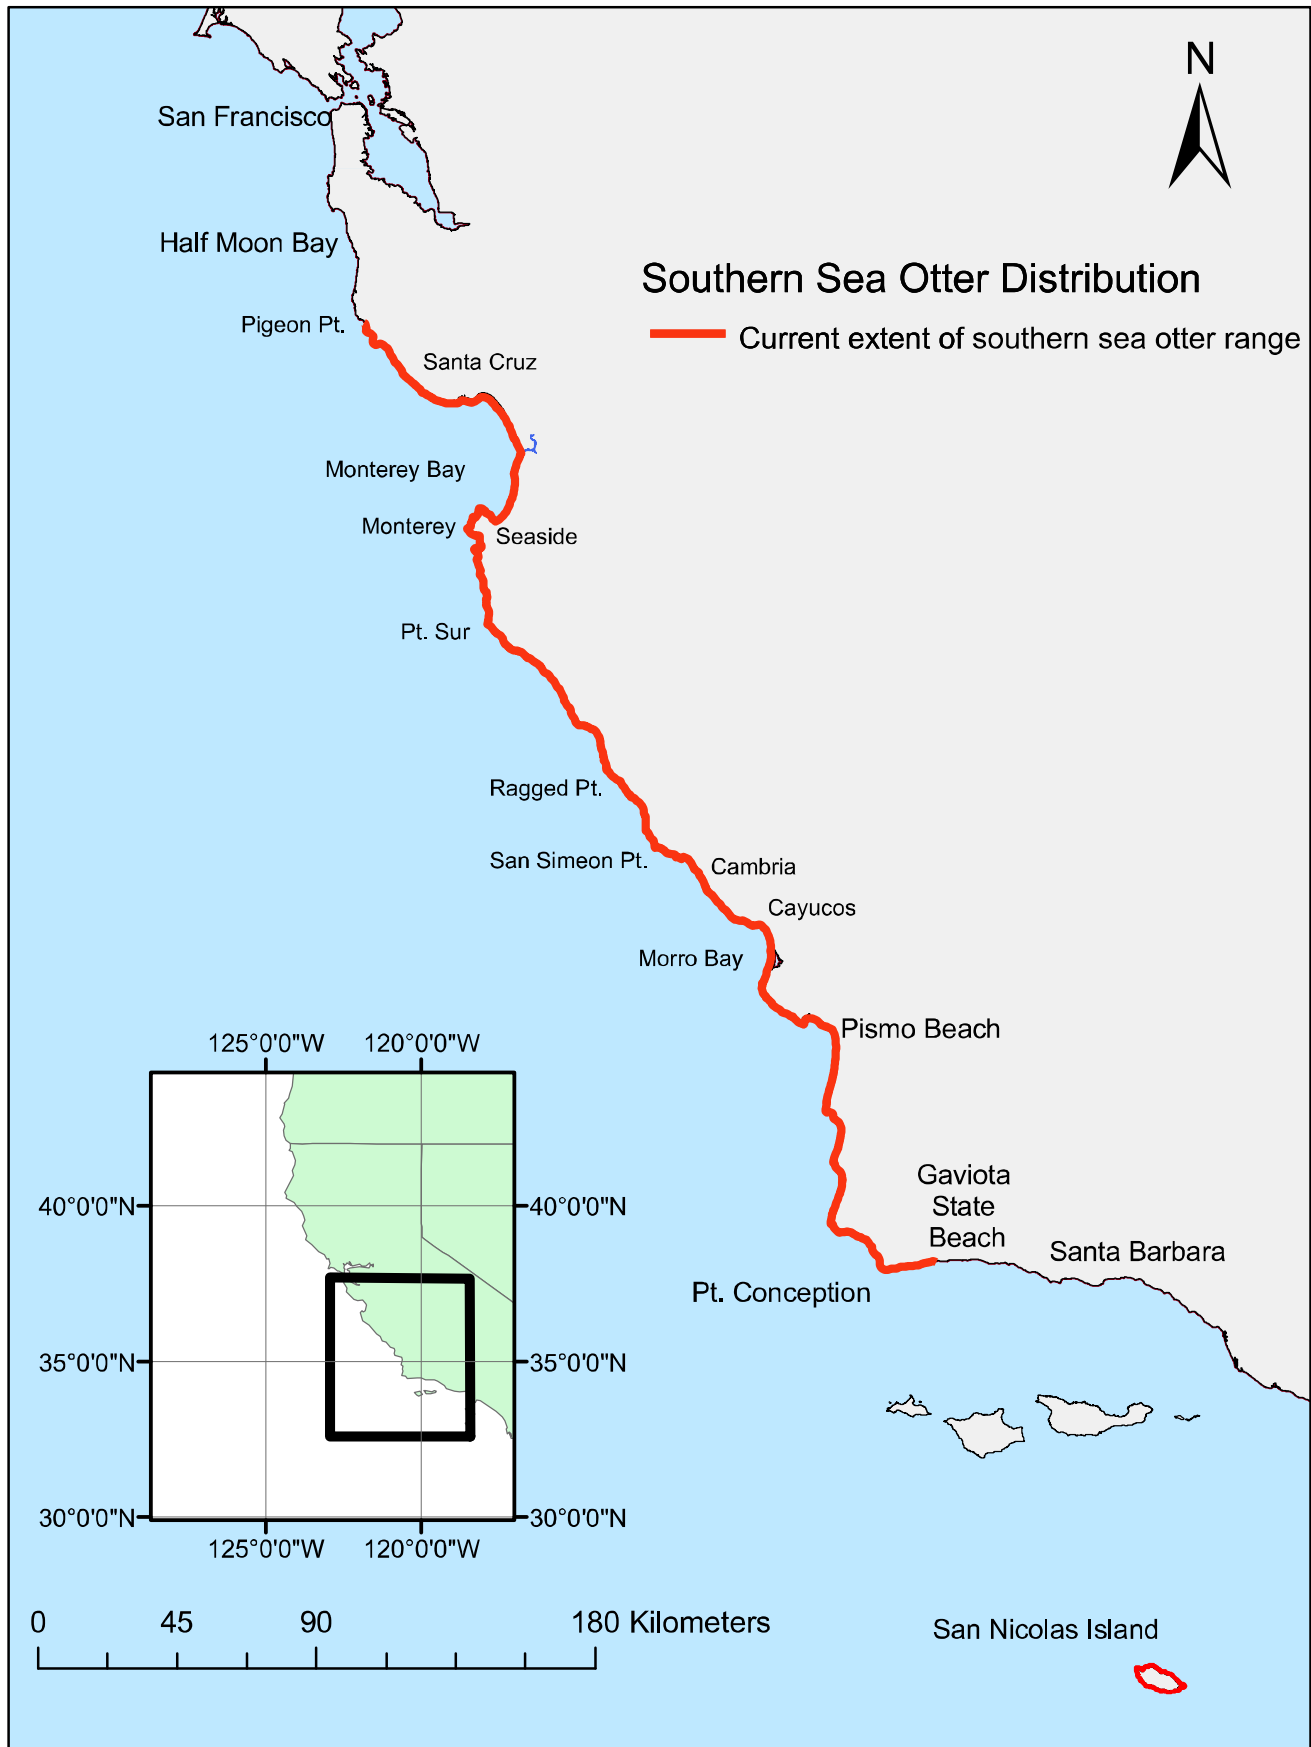 N
San Francisco
Half Moon Bay
Southern Sea Otter Distribution
Pigeon Pt.
Current extent of southern sea otter range
Santa Cruz
Monterey Bay
Monterey
Seaside
Pt. Sur
Ragged Pt.
San Simeon Pt.
Cambria
Cayucos
Morro Bay
Pismo Beach
125°0'0"W 120°0'0"W
Gaviota
State
Beach
40°0'0"N 40°0'0"N
Santa Barbara
Pt. Conception
35°0'0"N 35°0'0"N
30°0'0"N 30°0'0"N
125°0'0"W 120°0'0"W
0 45 90 180 Kilometers
San Nicolas Island